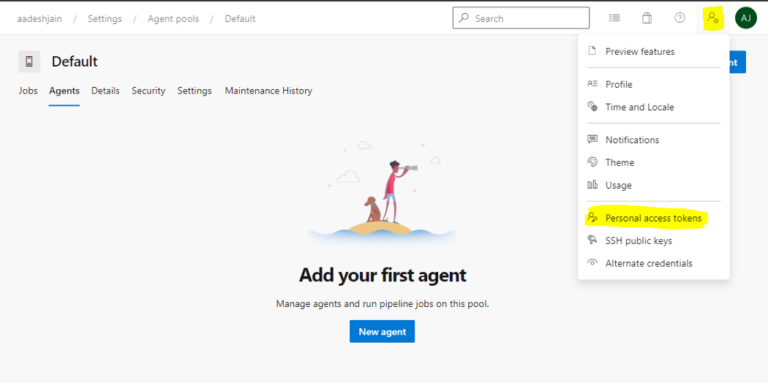 aadeshjain / Settings / Agent pools / Default
Search
AJ
Default
nt
Jobs Agents Details Security Settings Maintenance History
Preview features
Profile
Time and Locale
Notifications
Theme
Usage
Personal access tokens
SSH public keys
Alternate credentials
Add your first agent
Manage agents and run pipeline jobs on this pool.
New agent